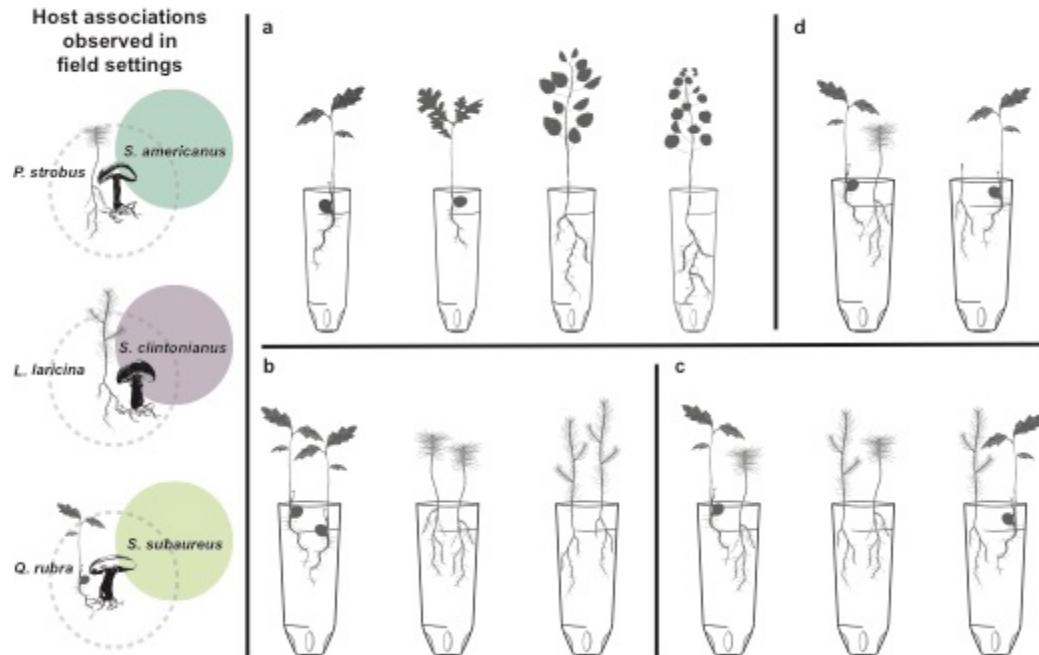 Host associations
observed in
field settings
P. strobus
S. americanus
L. laricina
S. clintonianus
Q. rubra
S. subaureus
a
d
b
c